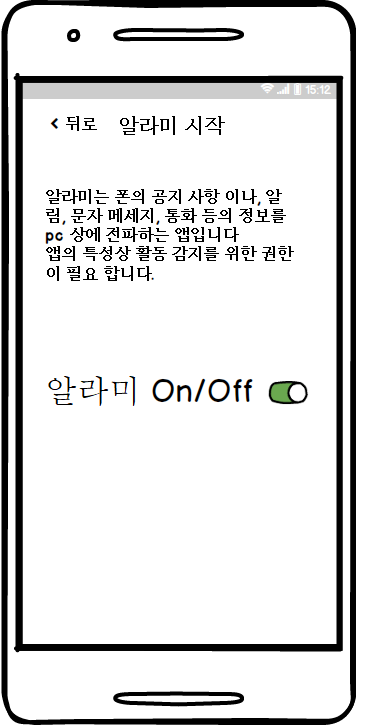 15:12
< 뒤로 알라미 시작
알라미는 폰의 공지 사항 이나, 알
림, 문자 메세지, 통화 등의 정보를
pc 상에 전파하는 앱입니다
앱의 특성상 활동 감지를 위한 권한
이 필요 합니다.
알라미 On/Off